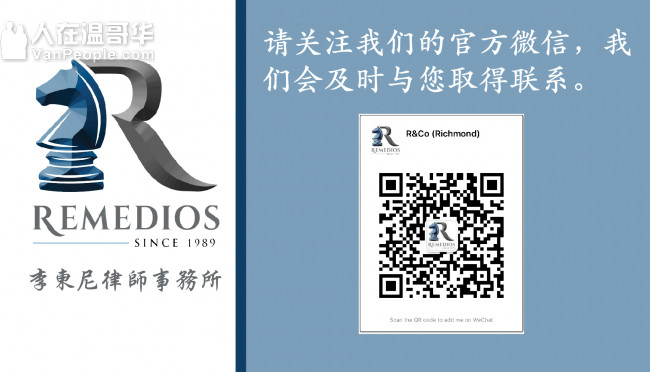 人在温哥华
VanPeople.com
R
REMEDIOS
SINCE 1989
李東尼律師事務所
请关注我们的官方微信，我
们会及时与您取得联系。
R&Co (Richmond)
REMEDIOS
Scan the QR code to add me on WeChat.